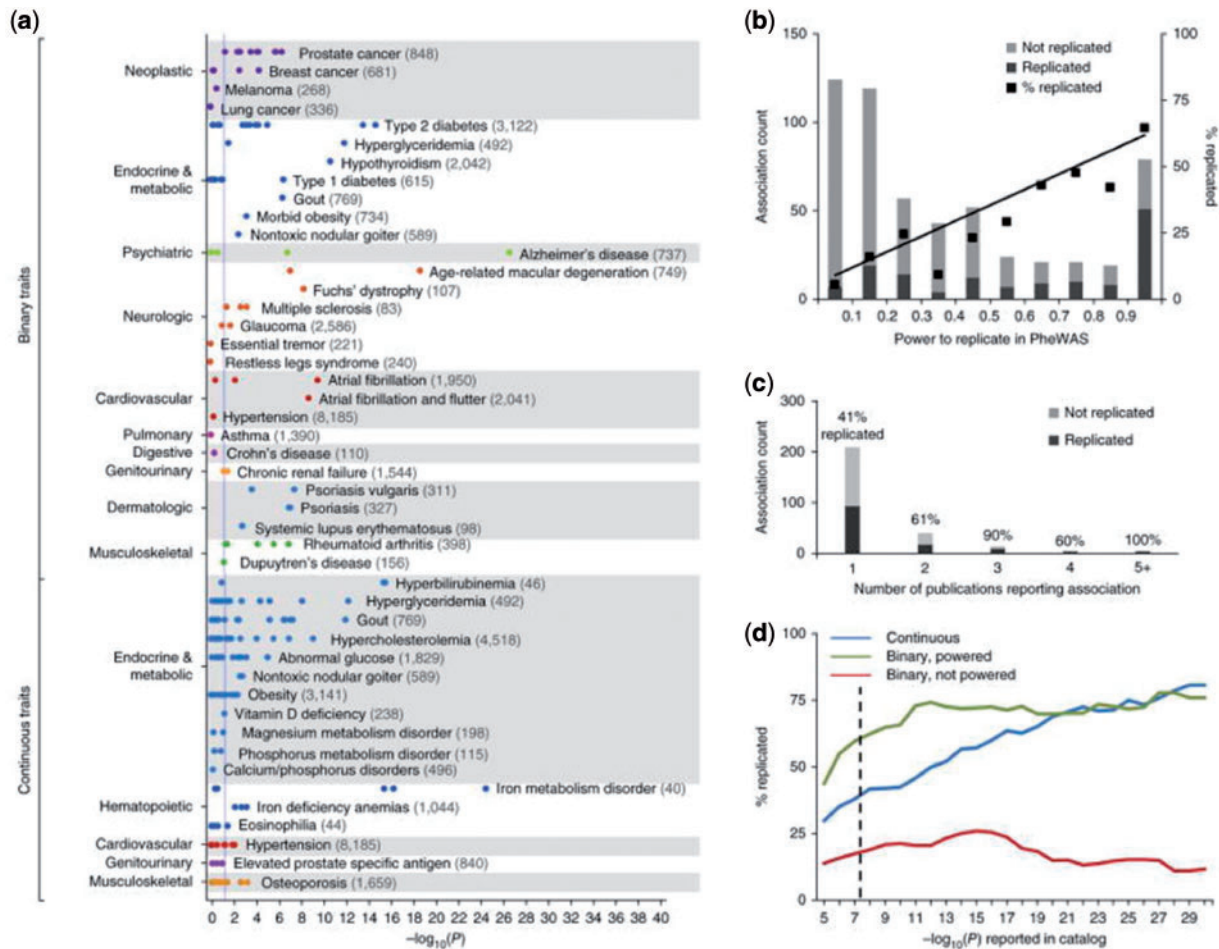 (a)
Binary traits
Continuous traits
Neoplastic
Prostate cancer (848)
Breast cancer (681)
Melanoma (268)
Lung cancer (336)
Endocrine &
metabolic
Type 2 diabetes (3,122)
Hyperglyceridemia (492)
Hypothyroidism (2,042)
Type 1 diabetes (615)
Gout (769)
Morbid obesity (734)
Nontoxic nodular goiter (589)
Psychiatric
Alzheimer's disease (737)
Neurologic
Age-related macular degeneration (749)
Fuchs' dystrophy (107)
Multiple sclerosis (83)
Glaucoma (2,586)
Essential tremor (221)
Restless legs syndrome (240)
Cardiovascular
Atrial fibrillation (1,950)
Atrial fibrillation and flutter (2,041)
Hypertension (8,185)
Pulmonary
Asthma (1,390)
Digestive
Crohn's disease (110)
Genitourinary
Chronic renal failure (1,544)
Dermatologic
Psoriasis vulgaris (311)
Psoriasis (327)
Systemic lupus erythematosus (98)
Musculoskeletal
Rheumatoid arthritis (398)
Dupuytren's disease (156)
Endocrine &
metabolic
Hyperbilirubinemia (46)
Hyperglyceridemia (492)
Gout (769)
Hypercholesterolemia (4,518)
Abnormal glucose (1,829)
Nontoxic nodular goiter (589)
Obesity (3,141)
Vitamin D deficiency (238)
Magnesium metabolism disorder (198)
Phosphorus metabolism disorder (115)
Calcium/phosphorus disorders (496)
Hematopoietic
Iron metabolism disorder (40)
Iron deficiency anemias (1,044)
Eosinophilia (44)
Cardiovascular
Hypertension (8,185)
Genitourinary
Elevated prostate specific antigen (840)
Musculoskeletal
Osteoporosis (1,659)
0 2 4 6 8 10 12 14 16 18 20 22 24 26 28 30 32 34 36 38 40
–log10(P)
(b)
150
100
50
0
Association count
Not replicated
Replicated
% replicated
100
75
50
25
0
% replicated
0.1 0.2 0.3 0.4 0.5 0.6 0.7 0.8 0.9
Power to replicate in PheWAS
(c)
300
200
100
0
Association count
Not replicated
Replicated
41%
replicated
61%
90%
60%
100%
1 2 3 4 5+
Number of publications reporting association
(d)
100
75
50
25
0
% replicated
Continuous
Binary, powered
Binary, not powered
5 7 9 11 13 15 17 19 21 23 25 27 29
–log10(P) reported in catalog